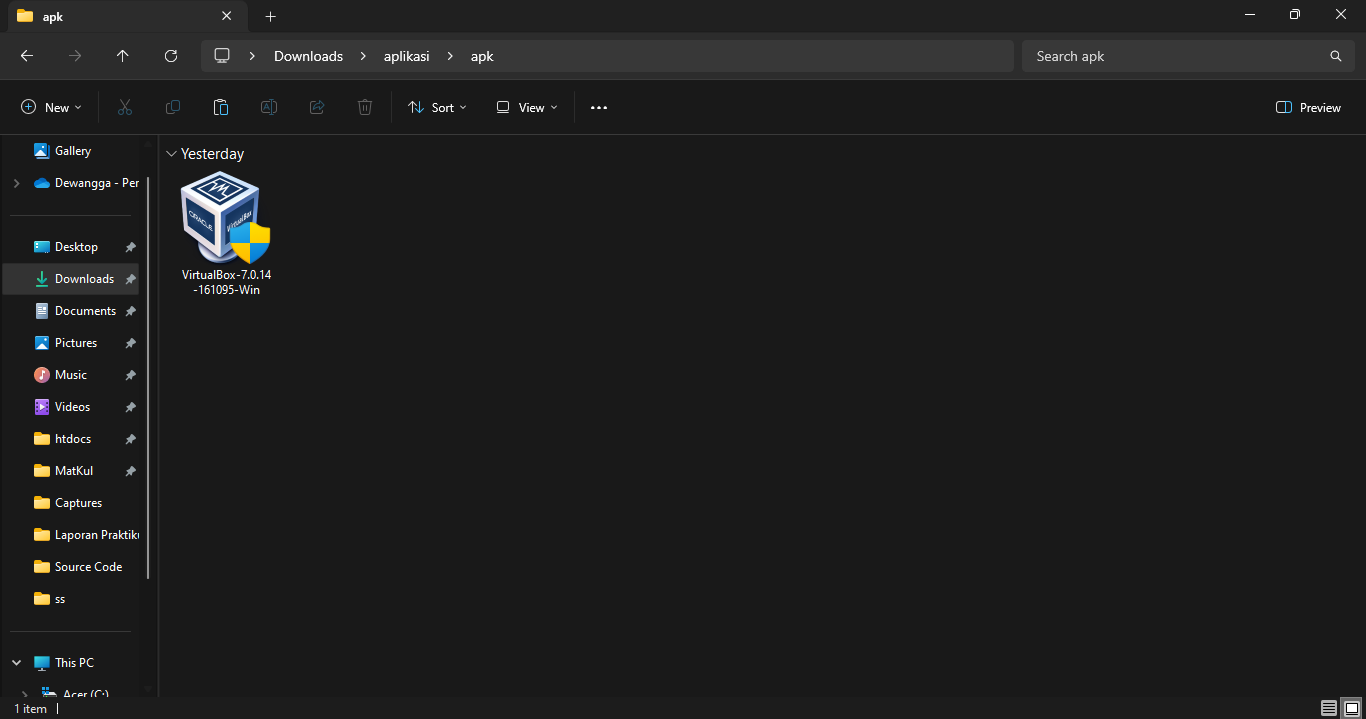 apk
Downloads
aplikasi
apk
Search apk
New
Sort
View
Preview
Gallery
Dewangga - Per
Desktop
Downloads
Documents
Pictures
Music
Videos
htdocs
MatKul
Captures
Laporan Praktik
Source Code
ss
This PC
Acer (C:)
Yesterday
ORACLE
VirtualBox
VirtualBox-7.0.14
-161095-Win
1 item